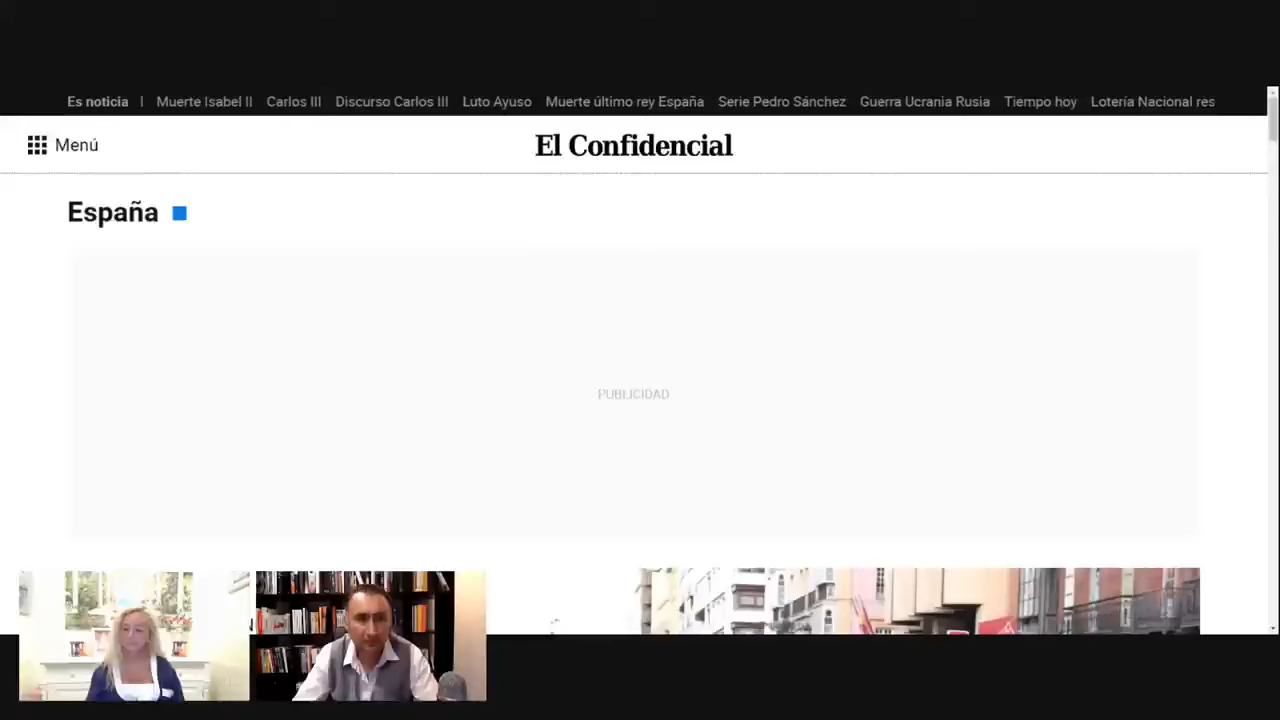 Es noticia | Muerte Isabel II Carlos III Discurso Carlos III Luto Ayuso Muerte último rey España Serie Pedro Sánchez Guerra Ucrania Rusia Tiempo hoy Lotería Nacional res
Menú
El Confidencial
España
PUBLICIDAD